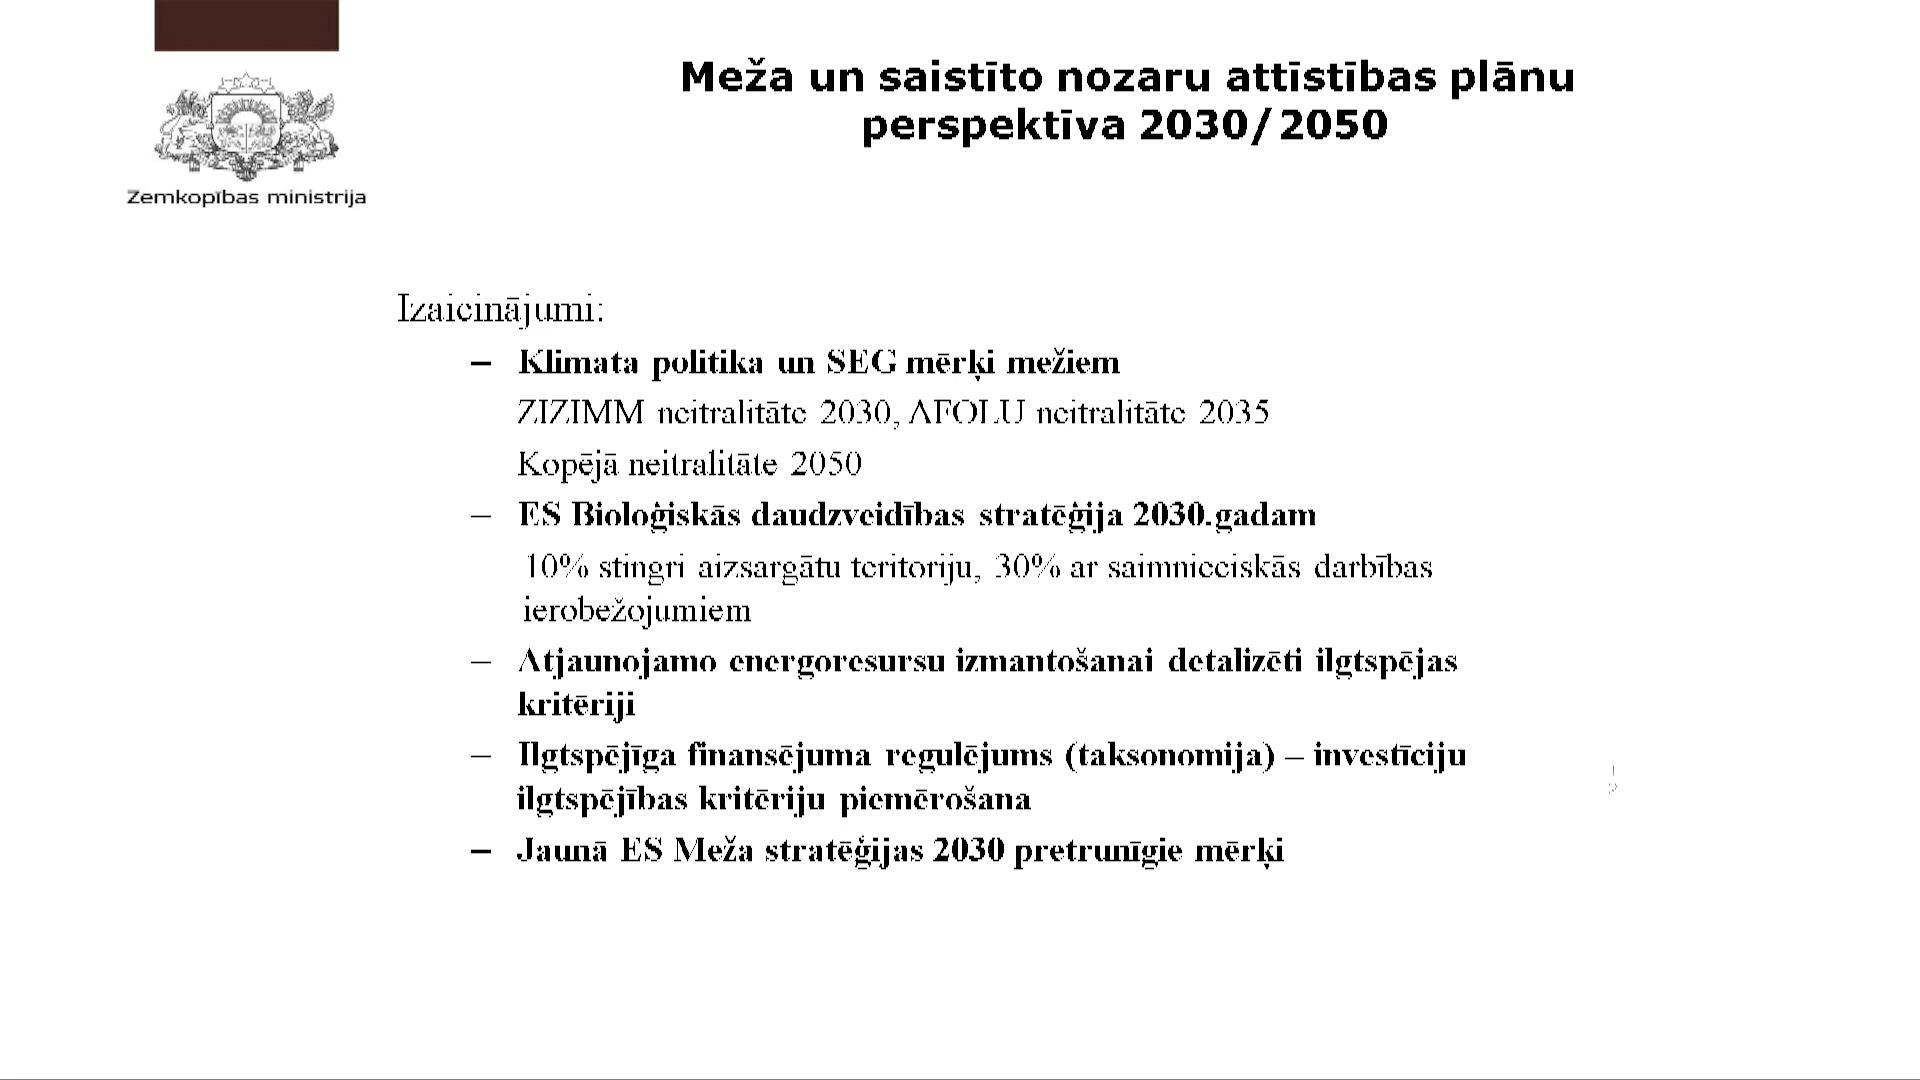 Meža un saistīto nozaru attīstības plānu
perspektīva 2030/2050
Zemkopības ministrija
Izaicinājumi:
– Klimata politika un SEG mērķi mežiem
ZIZIMM neitralitāte 2030, AFOLU neitralitāte 2035
Kopējā neitralitāte 2050
– ES Bioloģiskās daudzveidības stratēģija 2030.gadam
10% stingri aizsargātu teritoriju, 30% ar saimnieciskās darbības
ierobežojumiem
– Atjaunojamo energoresursu izmantošanai detalizēti ilgtspējas
kritēriji
– Ilgtspējīga finansējuma regulējums (taksonomija) – investīciju
ilgtspējības kritēriju piemērošana
– Jaunā ES Meža stratēģijas 2030 pretrunīgie mērķi